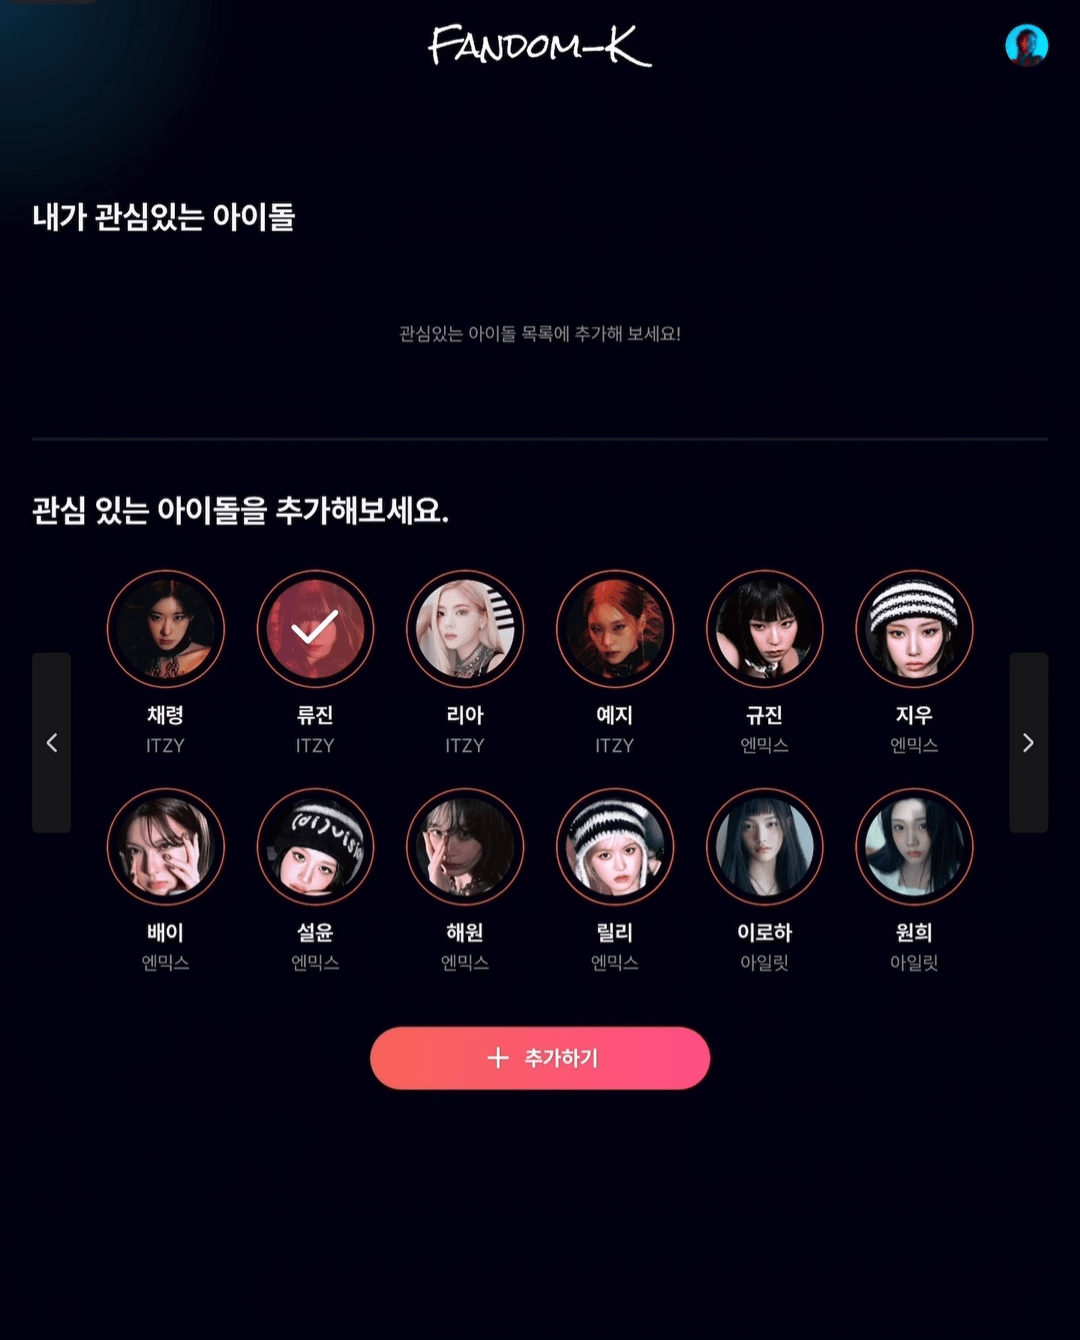 FANDOM-K
내가 관심있는 아이돌
관심있는 아이돌 목록에 추가해 보세요!
관심 있는 아이돌을 추가해보세요.
채령 류진 리아 예지 규진 지우
ITZY ITZY ITZY ITZY 엔믹스 엔믹스
(di)vision
배이 설윤 해원 릴리 이로하 원희
엔믹스 엔믹스 엔믹스 엔믹스 아일릿 아일릿
추가하기